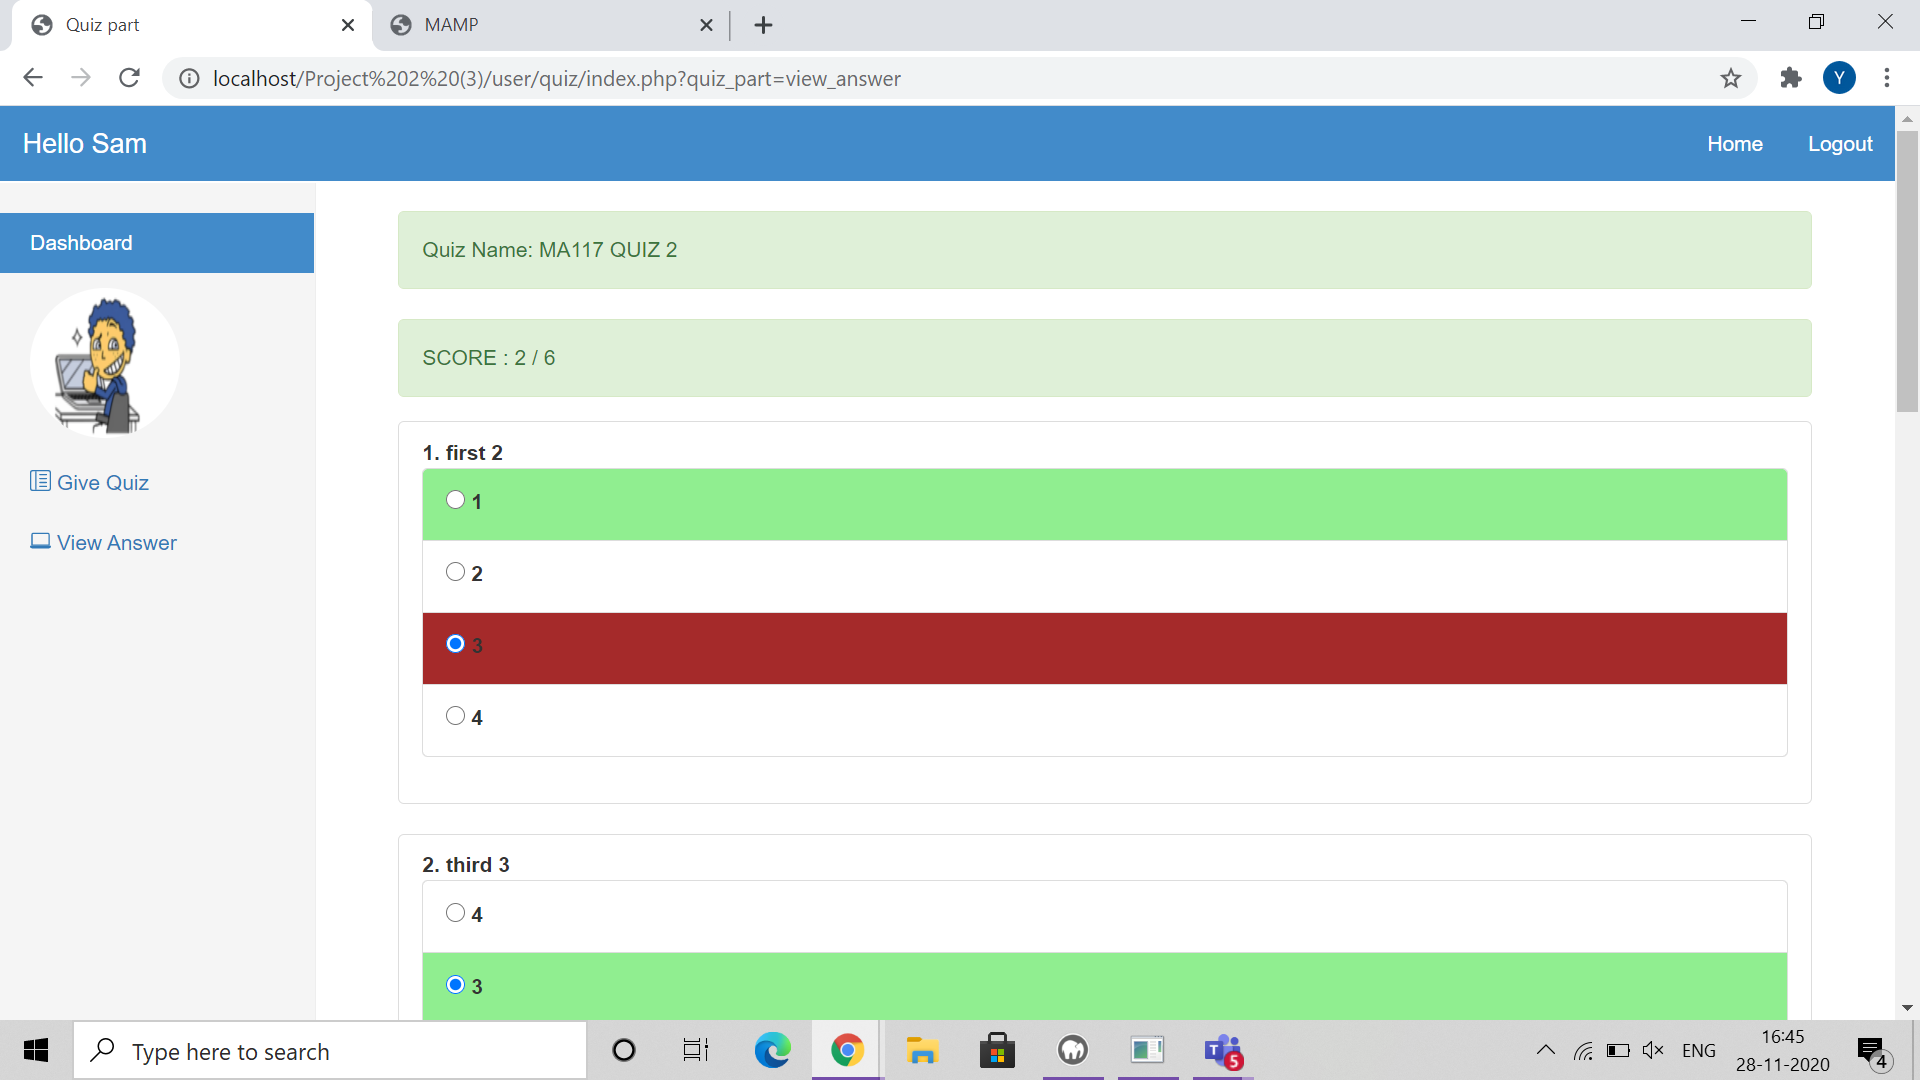 Quiz part
MAMP
localhost/Project%202%20(3)/user/quiz/index.php?quiz_part=view_answer
Y
Hello Sam
Home
Logout
Dashboard
Give Quiz
View Answer
Quiz Name: MA117 QUIZ 2
SCORE : 2 / 6
1. first 2
1
2
3
4
2. third 3
4
3
Type here to search
T
5
ENG
16:45
28-11-2020
4